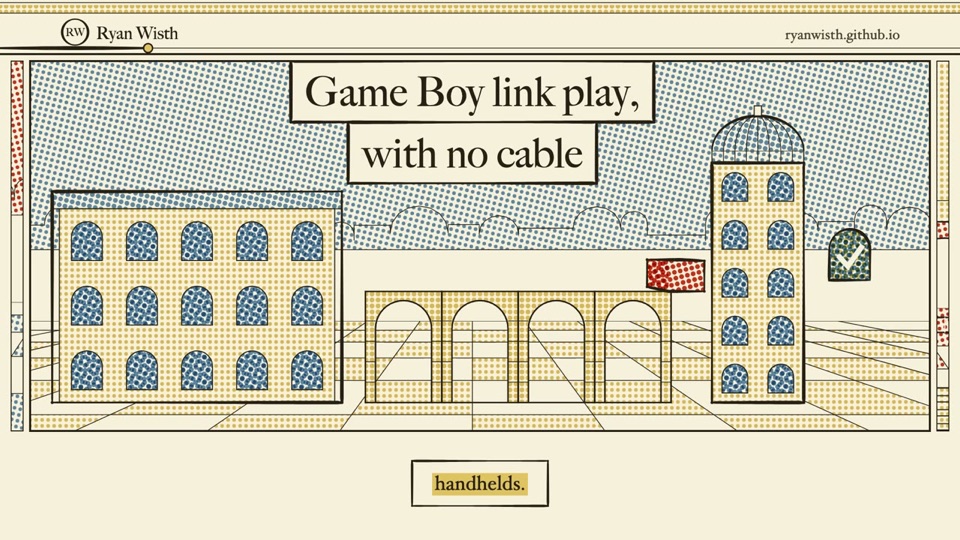 RW Ryan Wisth
ryanwisth.github.io
Game Boy link play,
with no cable
handhelds.